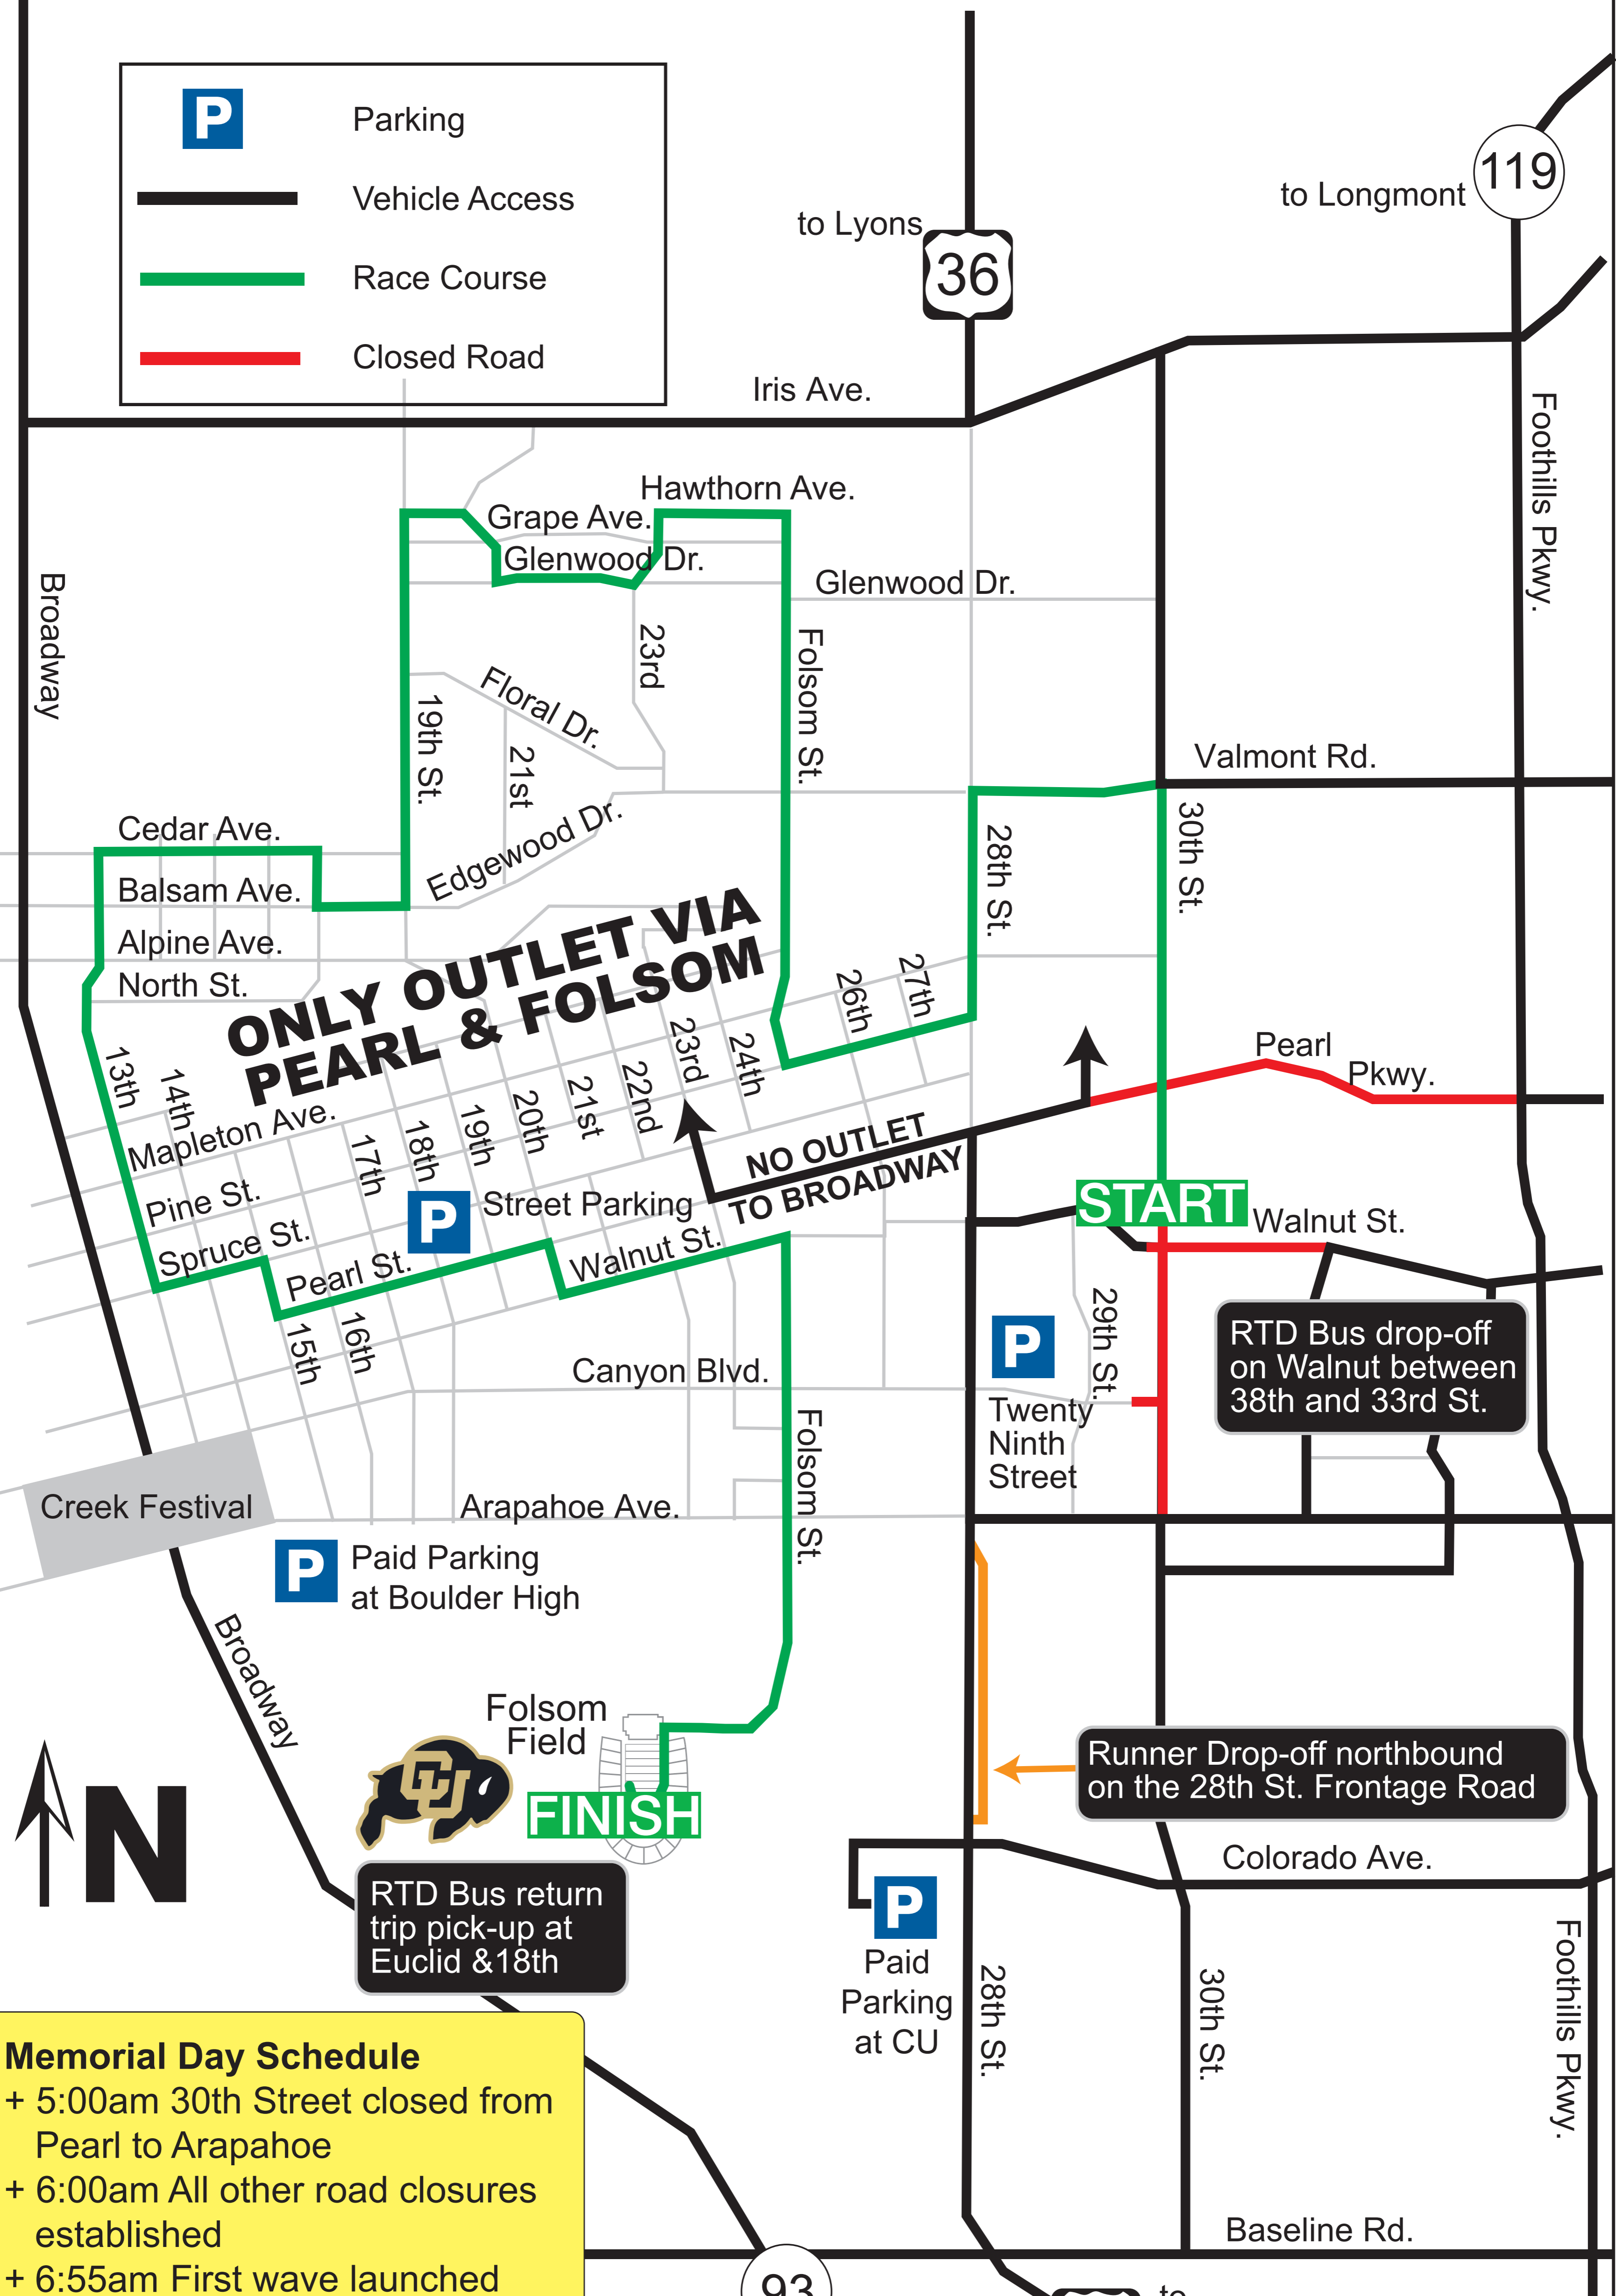 P Parking
Vehicle Access
Race Course
Closed Road
to Lyons
36
to Longmont
119
Iris Ave.
Foothills Pkwy.
Hawthorn Ave.
Grape Ave.
Glenwood Dr.
Glenwood Dr.
Broadway
23rd
Folsom St.
Floral Dr.
19th St.
21st
Valmont Rd.
Edgewood Dr.
30th St.
28th St.
Cedar Ave.
Balsam Ave.
Alpine Ave.
North St.
ONLY OUTLET VIA
PEARL & FOLSOM
26th
27th
13th
14th
23rd
24th
22nd
21st
20th
19th
18th
17th
Pearl
Pkwy.
Mapleton Ave.
Pine St.
Spruce St.
Pearl St.
NO OUTLET
TO BROADWAY
P Street Parking
Walnut St.
START
Walnut St.
15th
16th
29th St.
P
Twenty
Ninth
Street
RTD Bus drop-off
on Walnut between
38th and 33rd St.
Canyon Blvd.
Folsom St.
Creek Festival
Arapahoe Ave.
P Paid Parking
at Boulder High
Broadway
Folsom
Field
CU
FINISH
Runner Drop-off northbound
on the 28th St. Frontage Road
N
Colorado Ave.
RTD Bus return
trip pick-up at
Euclid &18th
P
Paid
Parking
at CU
28th St.
30th St.
Foothills Pkwy.
Memorial Day Schedule
+ 5:00am 30th Street closed from
Pearl to Arapahoe
+ 6:00am All other road closures
established
+ 6:55am First wave launched
Baseline Rd.
93
to